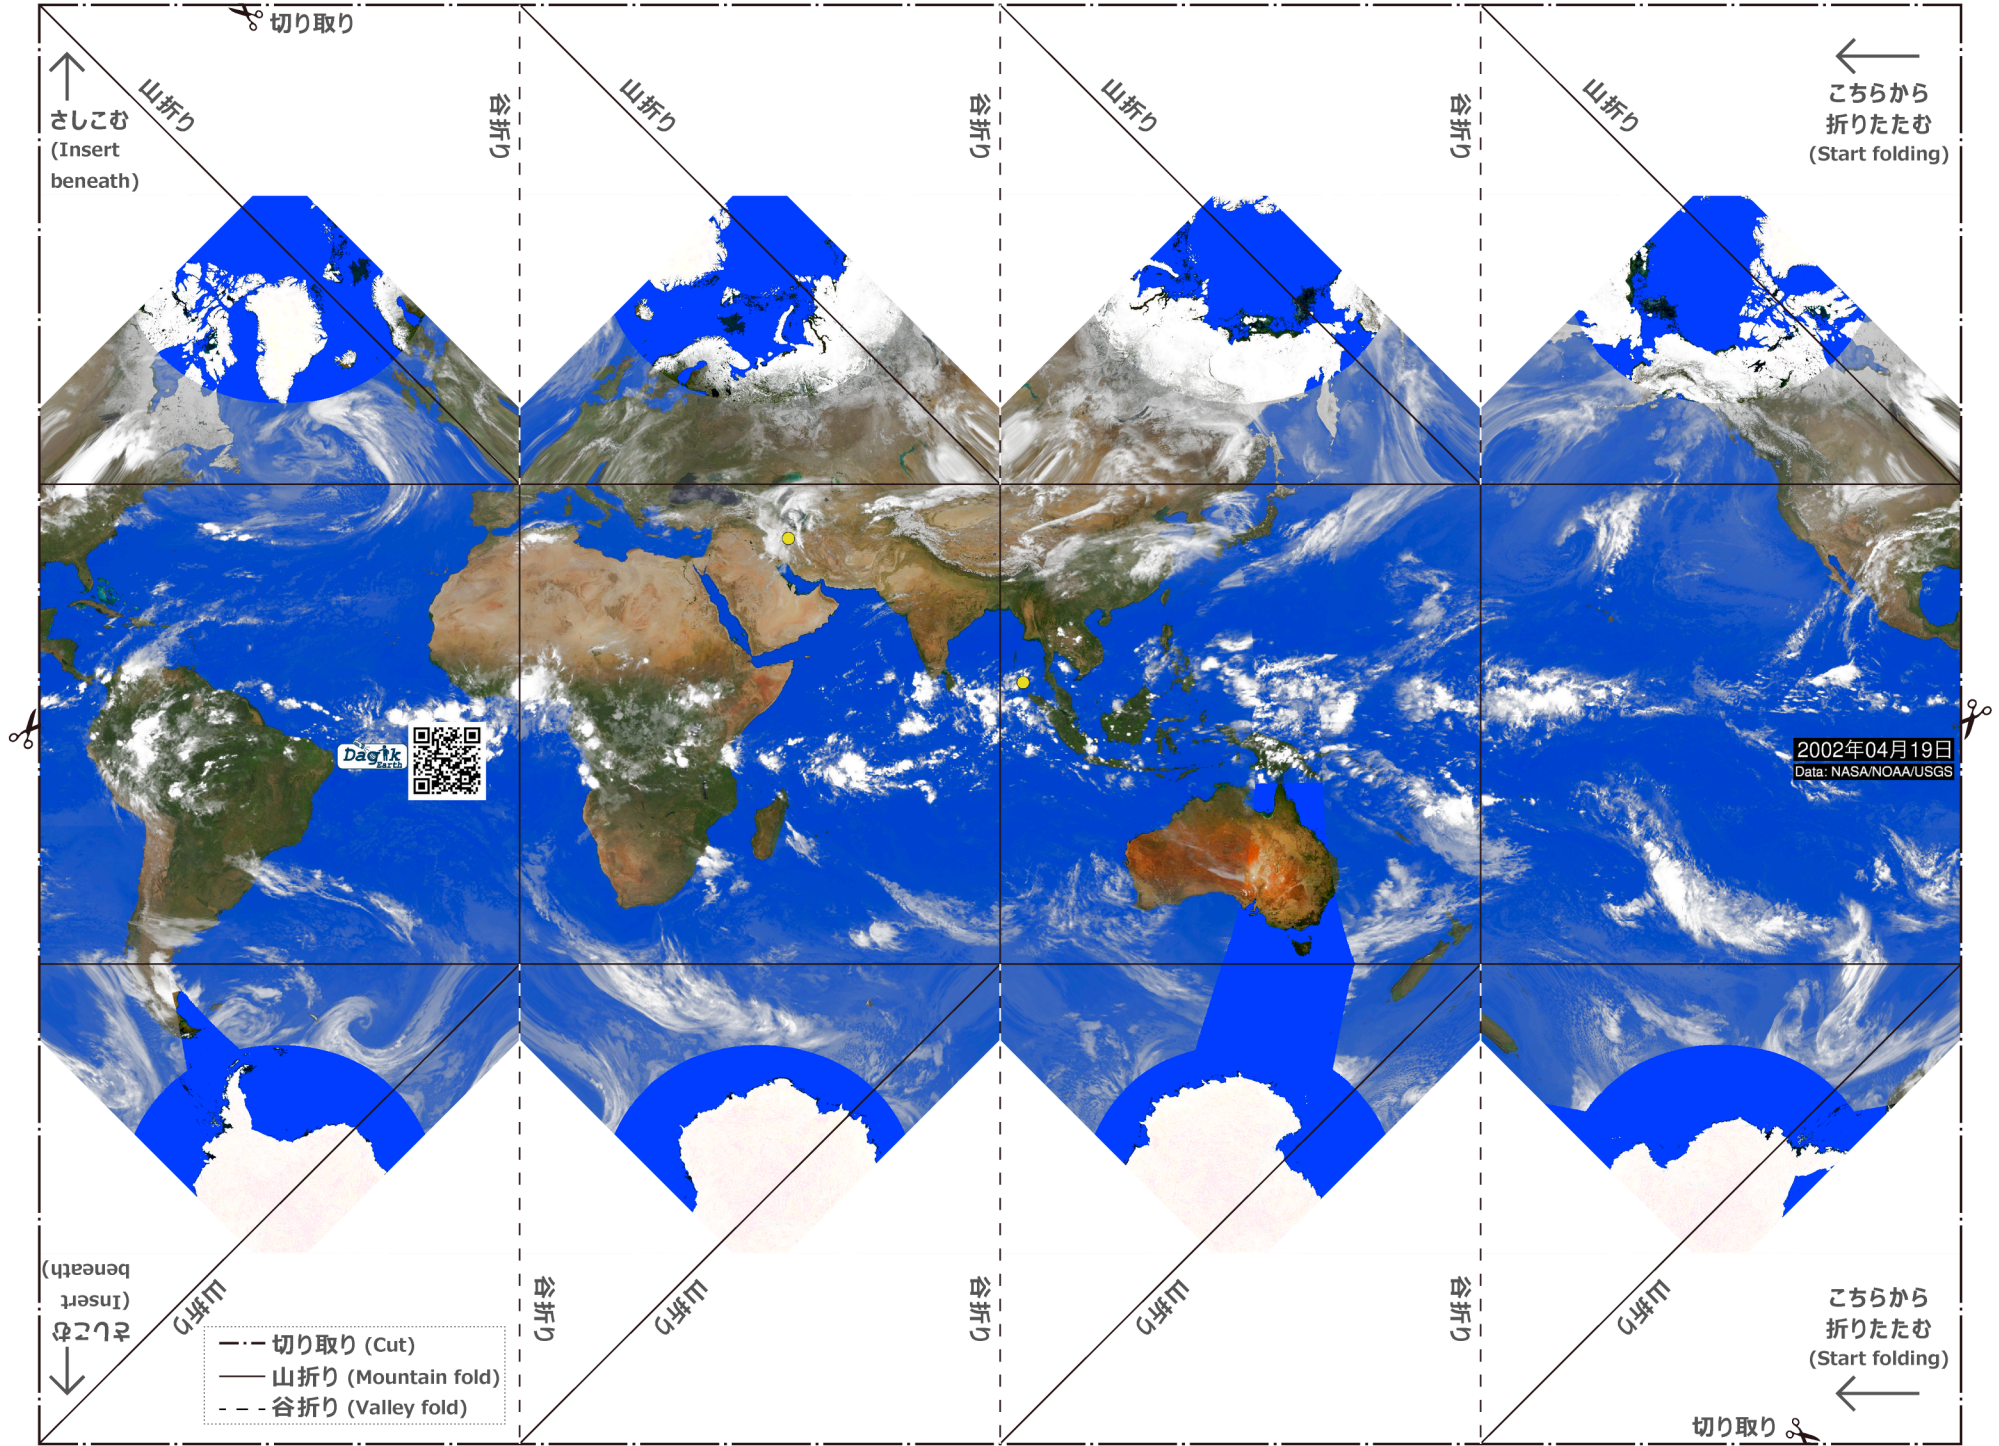 切り取り
山折り
山折り
山折り
山折り
谷折り
谷折り
谷折り
さしこむ
(Insert
beneath)
こちらから
折りたたむ
(Start folding)
Dagik
Earth
2002年04月19日
Data: NASA/NOAA/USGS
さしこむ
(Insert
beneath)
山折り
山折り
山折り
山折り
谷折り
谷折り
谷折り
こちらから
折りたたむ
(Start folding)
切り取り (Cut)
山折り (Mountain fold)
谷折り (Valley fold)
切り取り